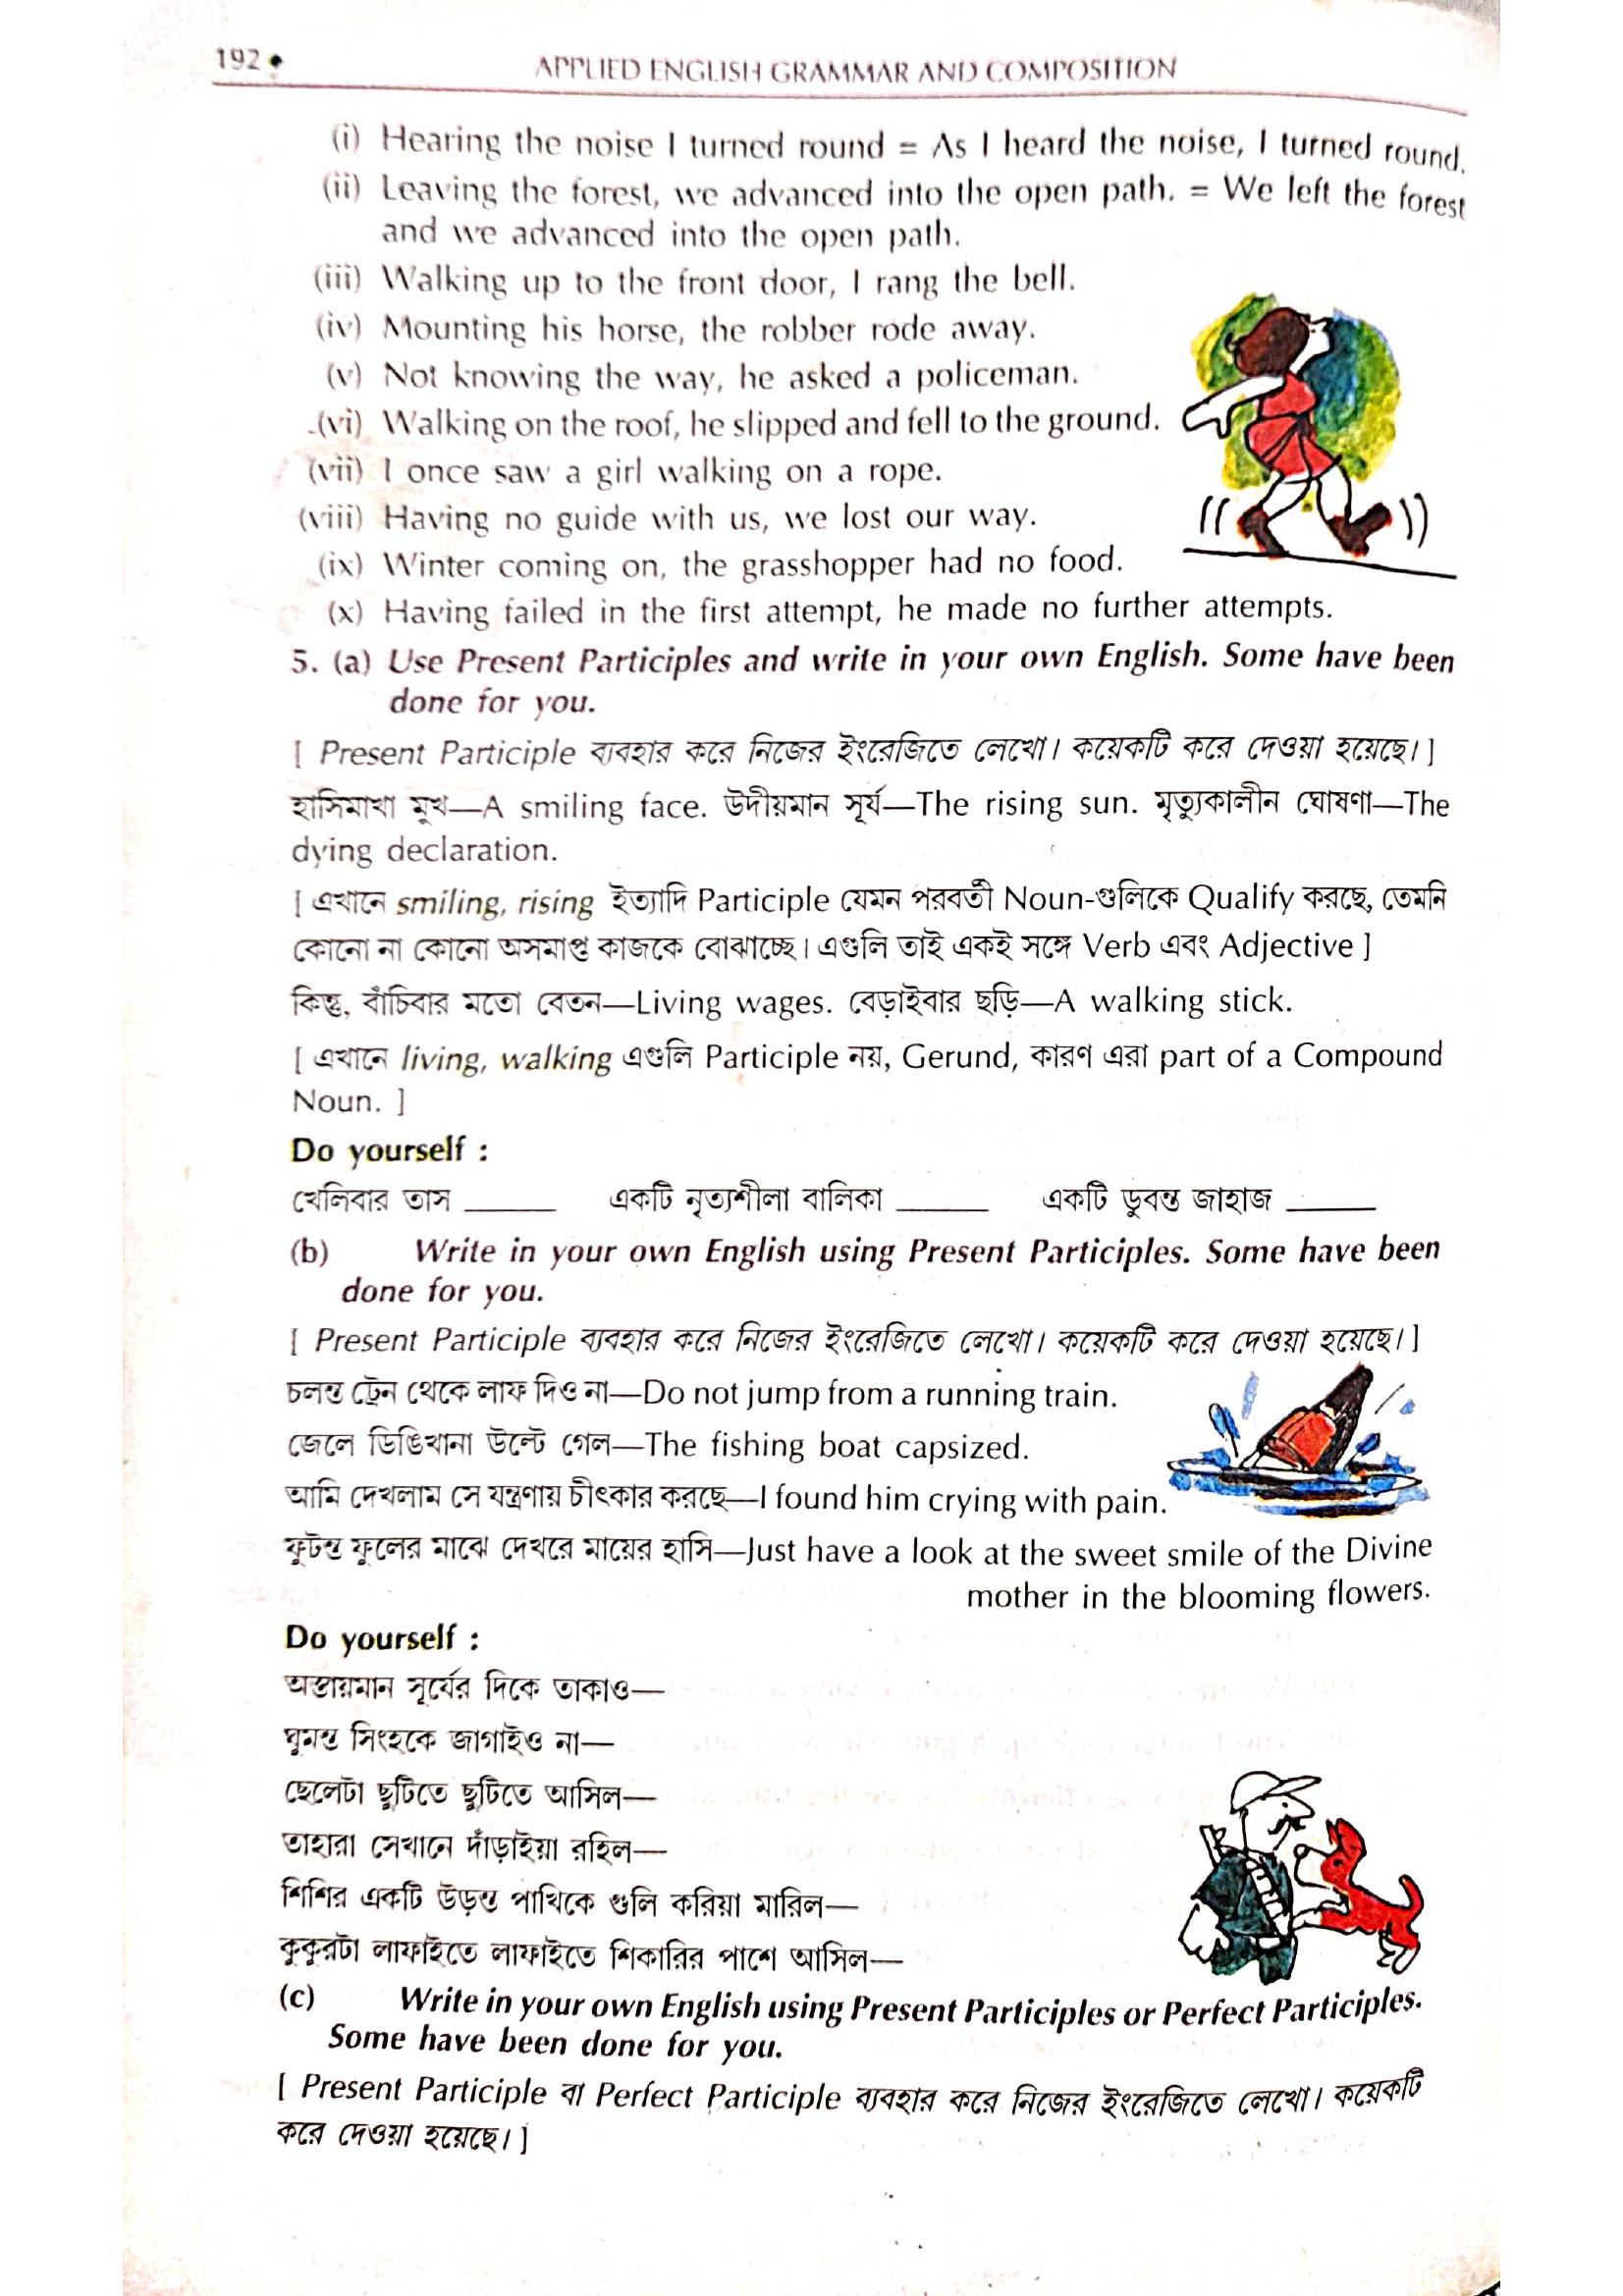 192 •
APPLIED ENGLISH GRAMMAR AND COMPOSITION
(i) Hearing the noise I turned round = As I heard the noise, I turned round.
(ii) Leaving the forest, we advanced into the open path. = We left the forest
and we advanced into the open path.
(iii) Walking up to the front door, I rang the bell.
(iv) Mounting his horse, the robber rode away.
(v) Not knowing the way, he asked a policeman.
(vi) Walking on the roof, he slipped and fell to the ground.
(vii) I once saw a girl walking on a rope.
(viii) Having no guide with us, we lost our way.
(ix) Winter coming on, the grasshopper had no food.
(x) Having failed in the first attempt, he made no further attempts.
5. (a) Use Present Participles and write in your own English. Some have been
done for you.
[ Present Participle ব্যবহার করে নিজের ইংরেজিতে লেখো। কয়েকটি করে দেওয়া হয়েছে। ]
হাসিমাখা মুখ—A smiling face. উদীয়মান সূর্য—The rising sun. মৃত্যুকালীন ঘোষণা—The
dying declaration.
[ এখানে smiling, rising ইত্যাদি Participle যেমন পরবর্তী Noun-গুলিকে Qualify করছে, তেমনি
কোনো না কোনো অসমাপ্ত কাজকে বোঝাচ্ছে। এগুলি তাই একই সঙ্গে Verb এবং Adjective ]
কিন্তু, বাঁচিবার মতো বেতন—Living wages. বেড়াইবার ছড়ি—A walking stick.
[ এখানে living, walking এগুলি Participle নয়, Gerund, কারণ এরা part of a Compound
Noun. ]
Do yourself :
খেলিবার তাস _____ একটি নৃত্যশীলা বালিকা _____ একটি ডুবন্ত জাহাজ _____
(b) Write in your own English using Present Participles. Some have been
done for you.
[ Present Participle ব্যবহার করে নিজের ইংরেজিতে লেখো। কয়েকটি করে দেওয়া হয়েছে। ]
চলন্ত ট্রেন থেকে লাফ দিও না—Do not jump from a running train.
জেলে ডিঙিখানা উল্টে গেল—The fishing boat capsized.
আমি দেখলাম সে যন্ত্রণায় চীৎকার করছে—I found him crying with pain.
ফুটন্ত ফুলের মাঝে দেখরে মায়ের হাসি—Just have a look at the sweet smile of the Divine
mother in the blooming flowers.
Do yourself :
অস্তায়মান সূর্যের দিকে তাকাও—
ঘুমন্ত সিংহকে জাগাইও না—
ছেলেটা ছুটিতে ছুটিতে আসিল—
তাহারা সেখানে দাঁড়াইয়া রহিল—
শিশির একটি উড়ন্ত পাখিকে গুলি করিয়া মারিল—
কুকুরটা লাফাইতে লাফাইতে শিকারির পাশে আসিল—
(c) Write in your own English using Present Participles or Perfect Participles.
Some have been done for you.
[ Present Participle বা Perfect Participle ব্যবহার করে নিজের ইংরেজিতে লেখো। কয়েকটি
করে দেওয়া হয়েছে। ]